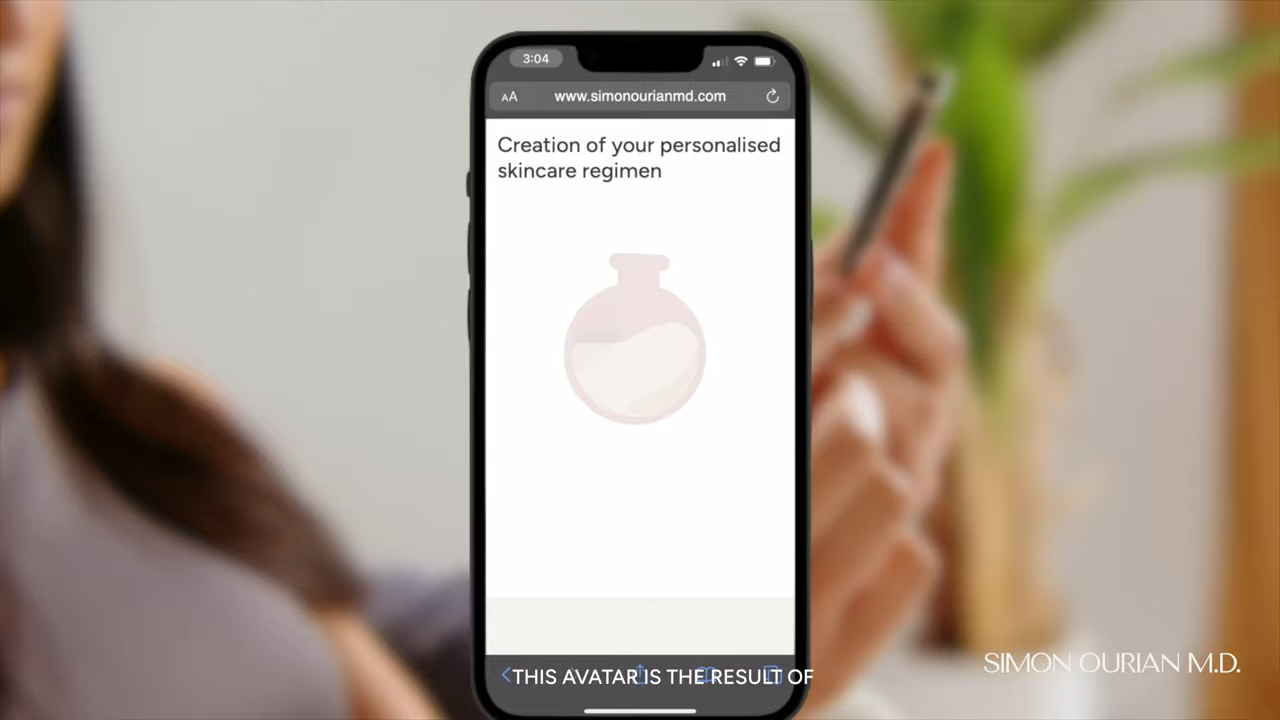 3:04
AA www.simonourianmd.com
Creation of your personalised
skincare regimen
THIS AVATAR IS THE RESULT OF
SIMON OURIAN M.D.